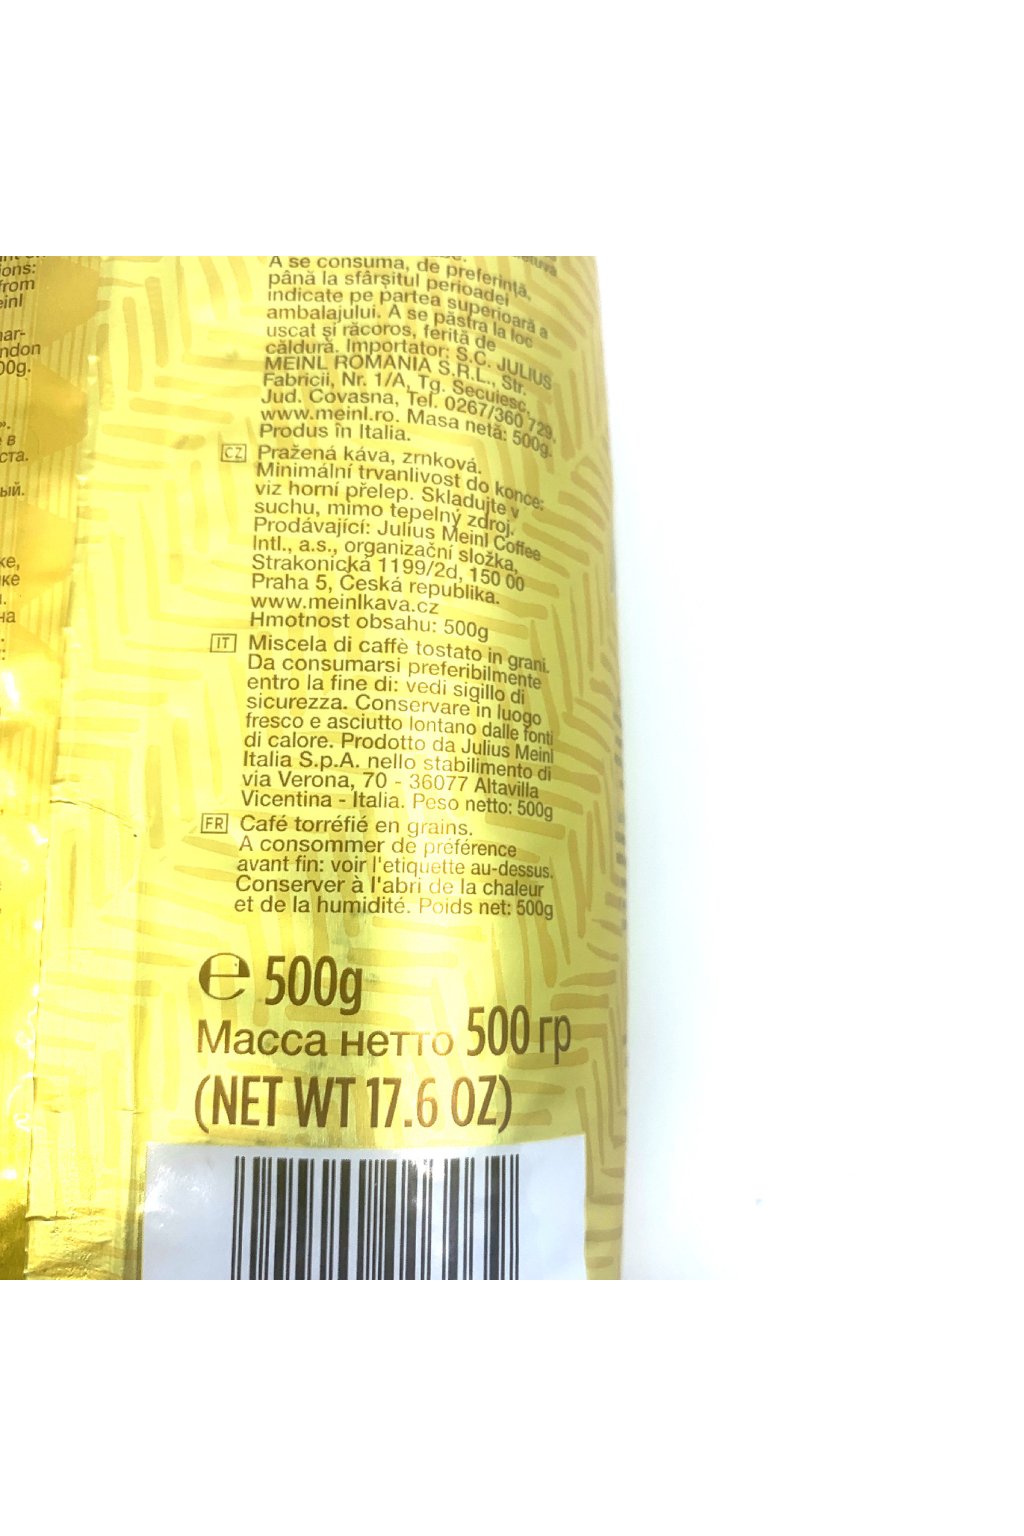 ons:
from
einl
ndon
00g.
A se consuma, de preferință,
până la sfârșitul perioadei
indicate pe partea superioară a
ambalajului. A se păstra la loc
uscat și răcoros, ferită de
căldură. Importator: S.C. JULIUS
MEINL ROMANIA S.R.L., Str.
Fabricii, Nr. 1/A, Tg. Secuiesc,
Jud. Covasna, Tel. 0267/360 729.
www.meinl.ro. Masa netă: 500g.
Produs în Italia.
CZ Pražená káva, zrnková.
Minimální trvanlivost do konce:
viz horní přelep. Skladujte v
suchu, mimo tepelný zdroj.
Prodávající: Julius Meinl Coffee
Intl., a.s., organizační složka,
Strakonická 1199/2d, 150 00
Praha 5, Česká republika.
www.meinlkava.cz
Hmotnost obsahu: 500g
IT Miscela di caffè tostato in grani.
Da consumarsi preferibilmente
entro la fine di: vedi sigillo di
sicurezza. Conservare in luogo
fresco e asciutto lontano dalle fonti
di calore. Prodotto da Julius Meinl
Italia S.p.A. nello stabilimento di
via Verona, 70 - 36077 Altavilla
Vicentina - Italia. Peso netto: 500g
FR Café torréfié en grains.
A consommer de préférence
avant fin: voir l'etiquette au-dessus.
Conserver à l'abri de la chaleur
et de la humidité. Poids net: 500g
e 500g
Масса нетто 500 гр
(NET WT 17.6 OZ)